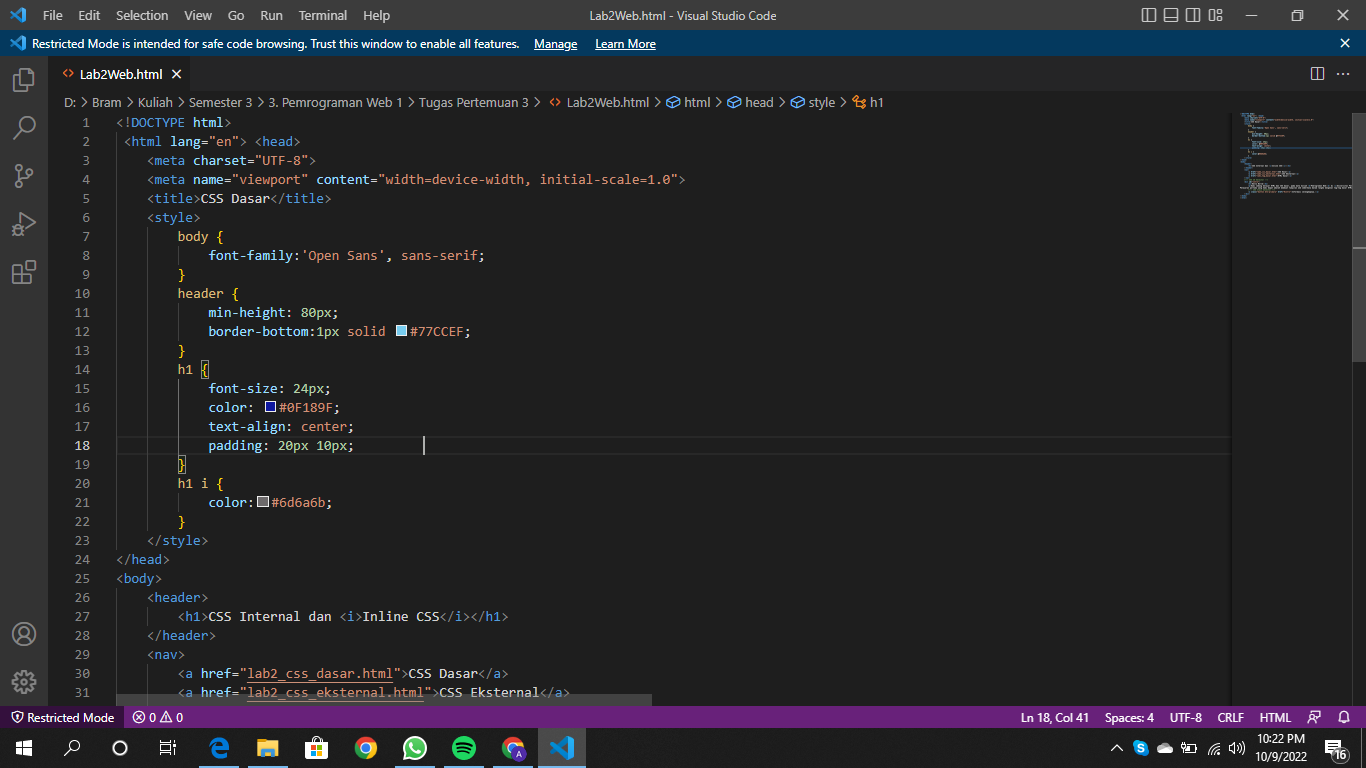 File Edit Selection View Go Run Terminal Help Lab2Web.html - Visual Studio Code
Restricted Mode is intended for safe code browsing. Trust this window to enable all features. Manage Learn More
Lab2Web.html
D: > Bram > Kuliah > Semester 3 > 3. Pemrograman Web 1 > Tugas Pertemuan 3 > Lab2Web.html > html > head > style > h1
1 <!DOCTYPE html>
2 <html lang="en"> <head>
3 <meta charset="UTF-8">
4 <meta name="viewport" content="width=device-width, initial-scale=1.0">
5 <title>CSS Dasar</title>
6 <style>
7 body {
8 font-family:'Open Sans', sans-serif;
9 }
10 header {
11 min-height: 80px;
12 border-bottom:1px solid #77CCEF;
13 }
14 h1 {
15 font-size: 24px;
16 color: #0F189F;
17 text-align: center;
18 padding: 20px 10px;
19 }
20 h1 i {
21 color:#6d6a6b;
22 }
23 </style>
24 </head>
25 <body>
26 <header>
27 <h1>CSS Internal dan <i>Inline CSS</i></h1>
28 </header>
29 <nav>
30 <a href="lab2_css_dasar.html">CSS Dasar</a>
31 <a href="lab2_css_eksternal.html">CSS Eksternal</a>
Restricted Mode 0 0 Ln 18, Col 41 Spaces: 4 UTF-8 CRLF HTML
10:22 PM
10/9/2022
16